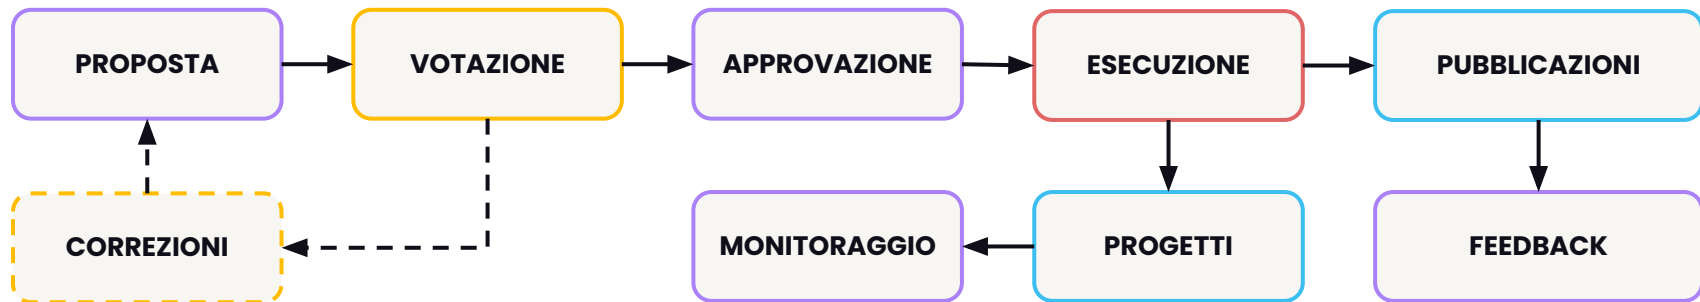 PROPOSTA
VOTAZIONE
APPROVAZIONE
ESECUZIONE
PUBBLICAZIONI
CORREZIONI
MONITORAGGIO
PROGETTI
FEEDBACK